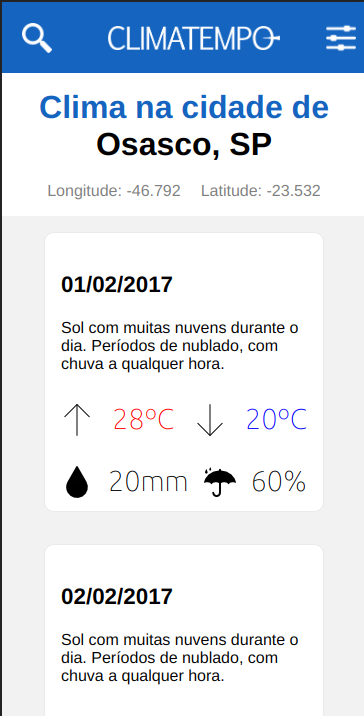 CLIMATEMPO
Clima na cidade de
Osasco, SP
Longitude: -46.792 Latitude: -23.532
01/02/2017
Sol com muitas nuvens durante o
dia. Períodos de nublado, com
chuva a qualquer hora.
28ºC 20ºC
20mm 60%
02/02/2017
Sol com muitas nuvens durante o
dia. Períodos de nublado, com
chuva a qualquer hora.